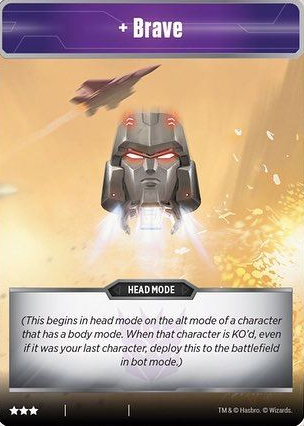 + Brave
HEAD MODE
(This begins in head mode on the alt mode of a character
that has a body mode. When that character is KO'd, even
if it was your last character, deploy this to the battlefield
in bot mode.)
★★★
TM & © Hasbro. © Wizards.